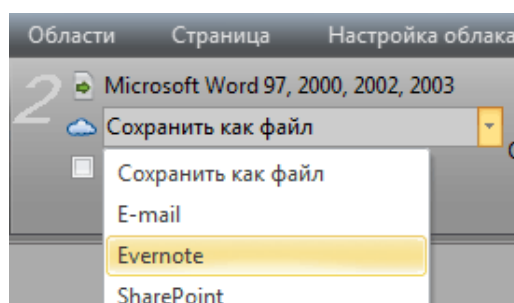 Области Страница Настройка облака
2
Microsoft Word 97, 2000, 2002, 2003
Сохранить как файл
Сохранить как файл
E-mail
Evernote
SharePoint